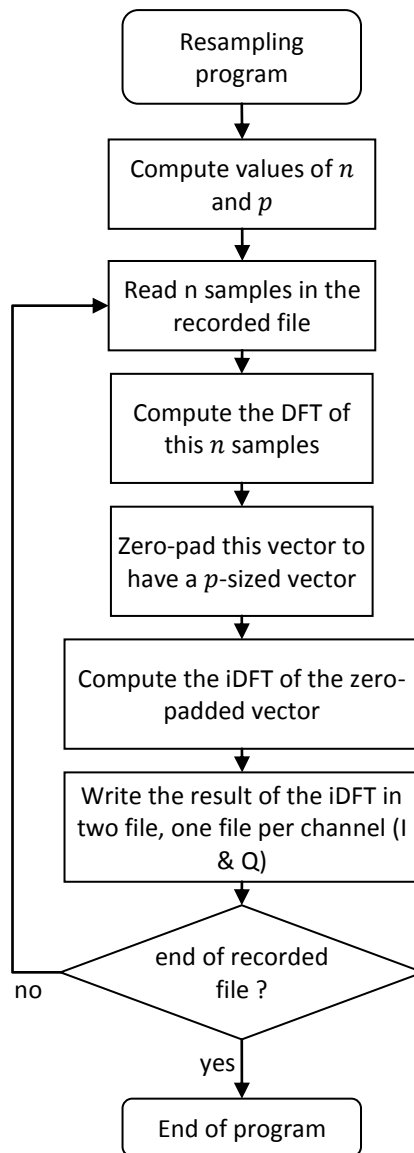 Resampling
program
Compute values of n
and p
Read n samples in the
recorded file
Compute the DFT of
this n samples
Zero-pad this vector to
have a p-sized vector
Compute the iDFT of the zero-
padded vector
Write the result of the iDFT in
two file, one file per channel (I
& Q)
end of recorded
file ?
no
yes
End of program